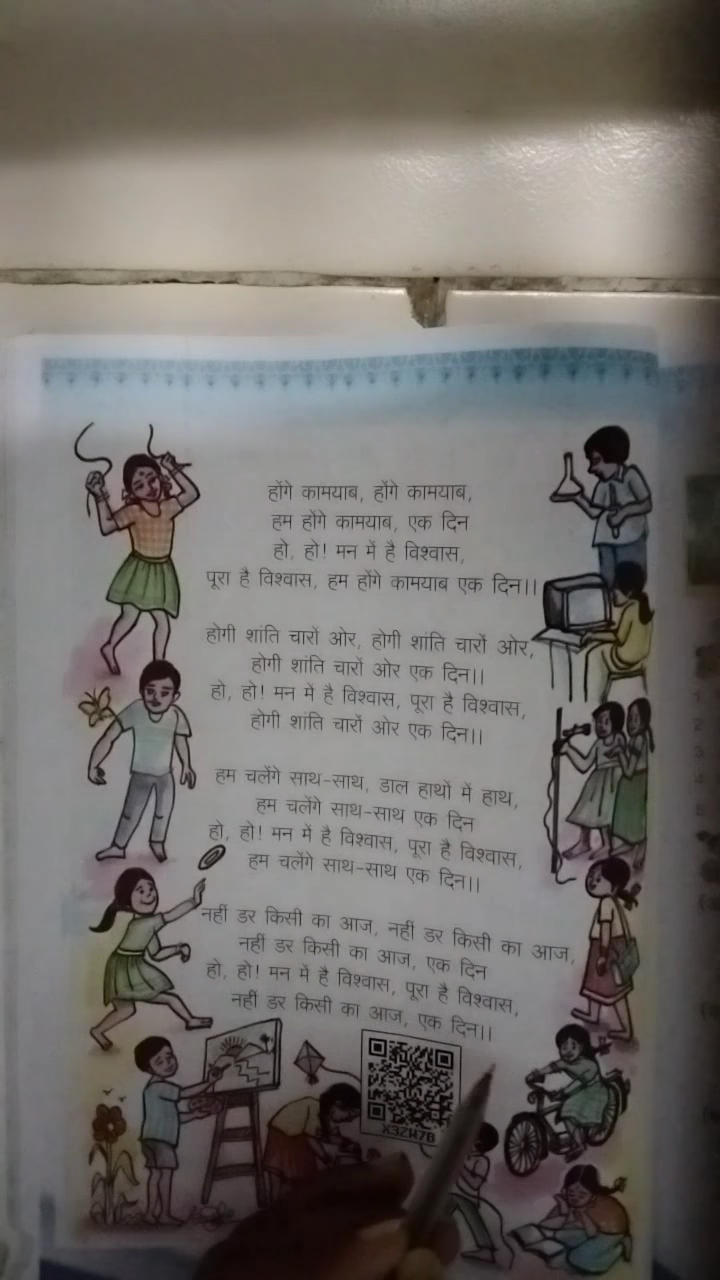 होंगे कामयाब, होंगे कामयाब,
हम होंगे कामयाब, एक दिन
हो, हो! मन में है विश्वास,
पूरा है विश्वास, हम होंगे कामयाब एक दिन।।
होगी शांति चारों ओर, होगी शांति चारों ओर,
होगी शांति चारों ओर एक दिन।।
हो, हो! मन में है विश्वास, पूरा है विश्वास,
होगी शांति चारों ओर एक दिन।।
हम चलेंगे साथ-साथ, डाल हाथों में हाथ,
हम चलेंगे साथ-साथ एक दिन
हो, हो! मन में है विश्वास, पूरा है विश्वास,
हम चलेंगे साथ-साथ एक दिन।।
नहीं डर किसी का आज, नहीं डर किसी का आज,
नहीं डर किसी का आज, एक दिन
हो, हो! मन में है विश्वास, पूरा है विश्वास,
नहीं डर किसी का आज, एक दिन।।
X3ZW7B